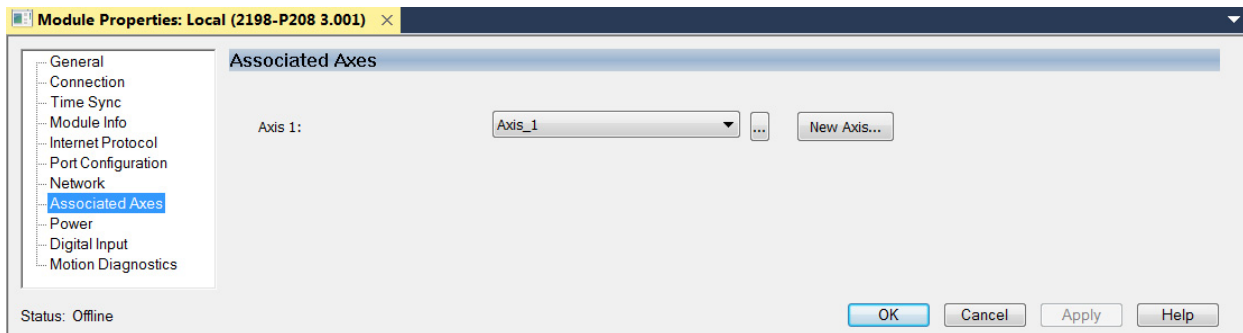 Module Properties: Local (2198-P208 3.001)
General
Connection
Time Sync
Module Info
Internet Protocol
Port Configuration
Network
Associated Axes
Power
Digital Input
Motion Diagnostics
Associated Axes
Axis 1:
Axis_1
...
New Axis...
Status: Offline
OK
Cancel
Apply
Help